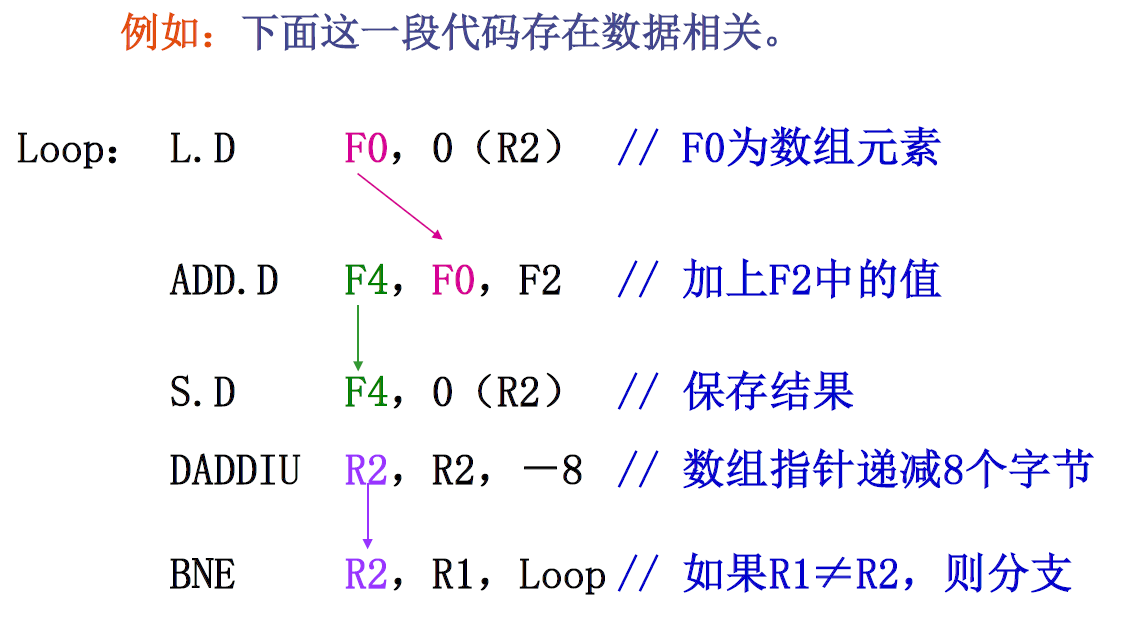 例如：下面这一段代码存在数据相关。
Loop： L.D F0，0（R2） // F0为数组元素
ADD.D F4，F0，F2 // 加上F2中的值
S.D F4，0（R2） // 保存结果
DADDIU R2，R2，－8 // 数组指针递减8个字节
BNE R2，R1，Loop // 如果R1≠R2，则分支